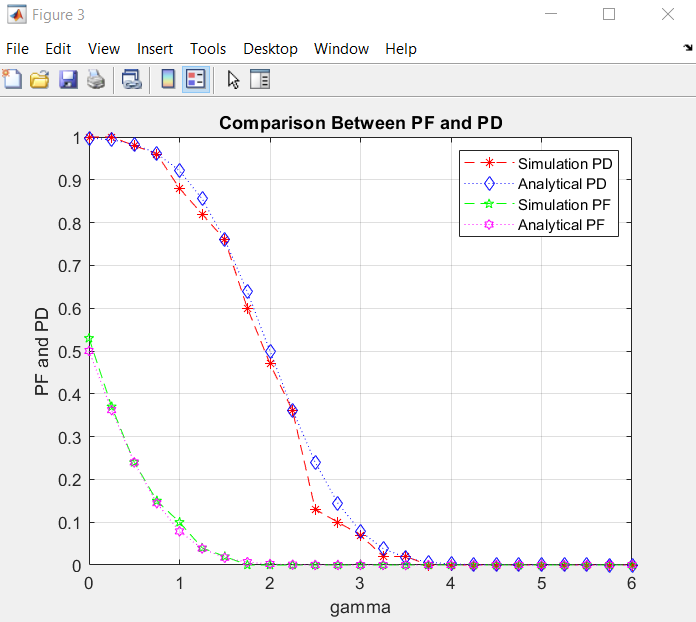 Figure 3
File Edit View Insert Tools Desktop Window Help
Comparison Between PF and PD
Simulation PD
Analytical PD
Simulation PF
Analytical PF
PF and PD
1
0.9
0.8
0.7
0.6
0.5
0.4
0.3
0.2
0.1
0
0 1 2 3 4 5 6
gamma